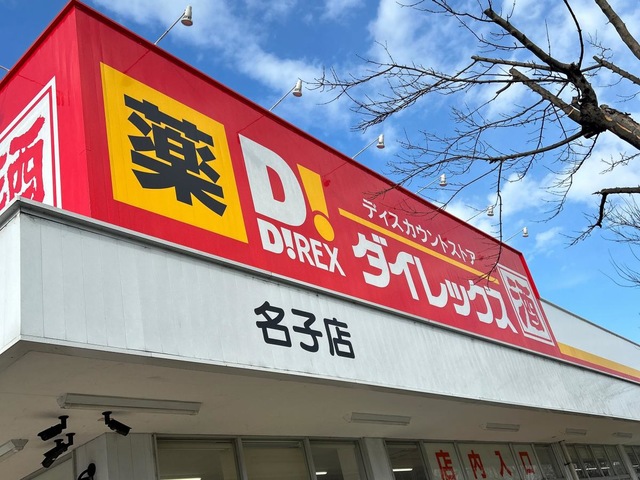 酒
薬
D!
D!REX
ディスカウントストア
ダイレックス
酒
名子店
店内入口